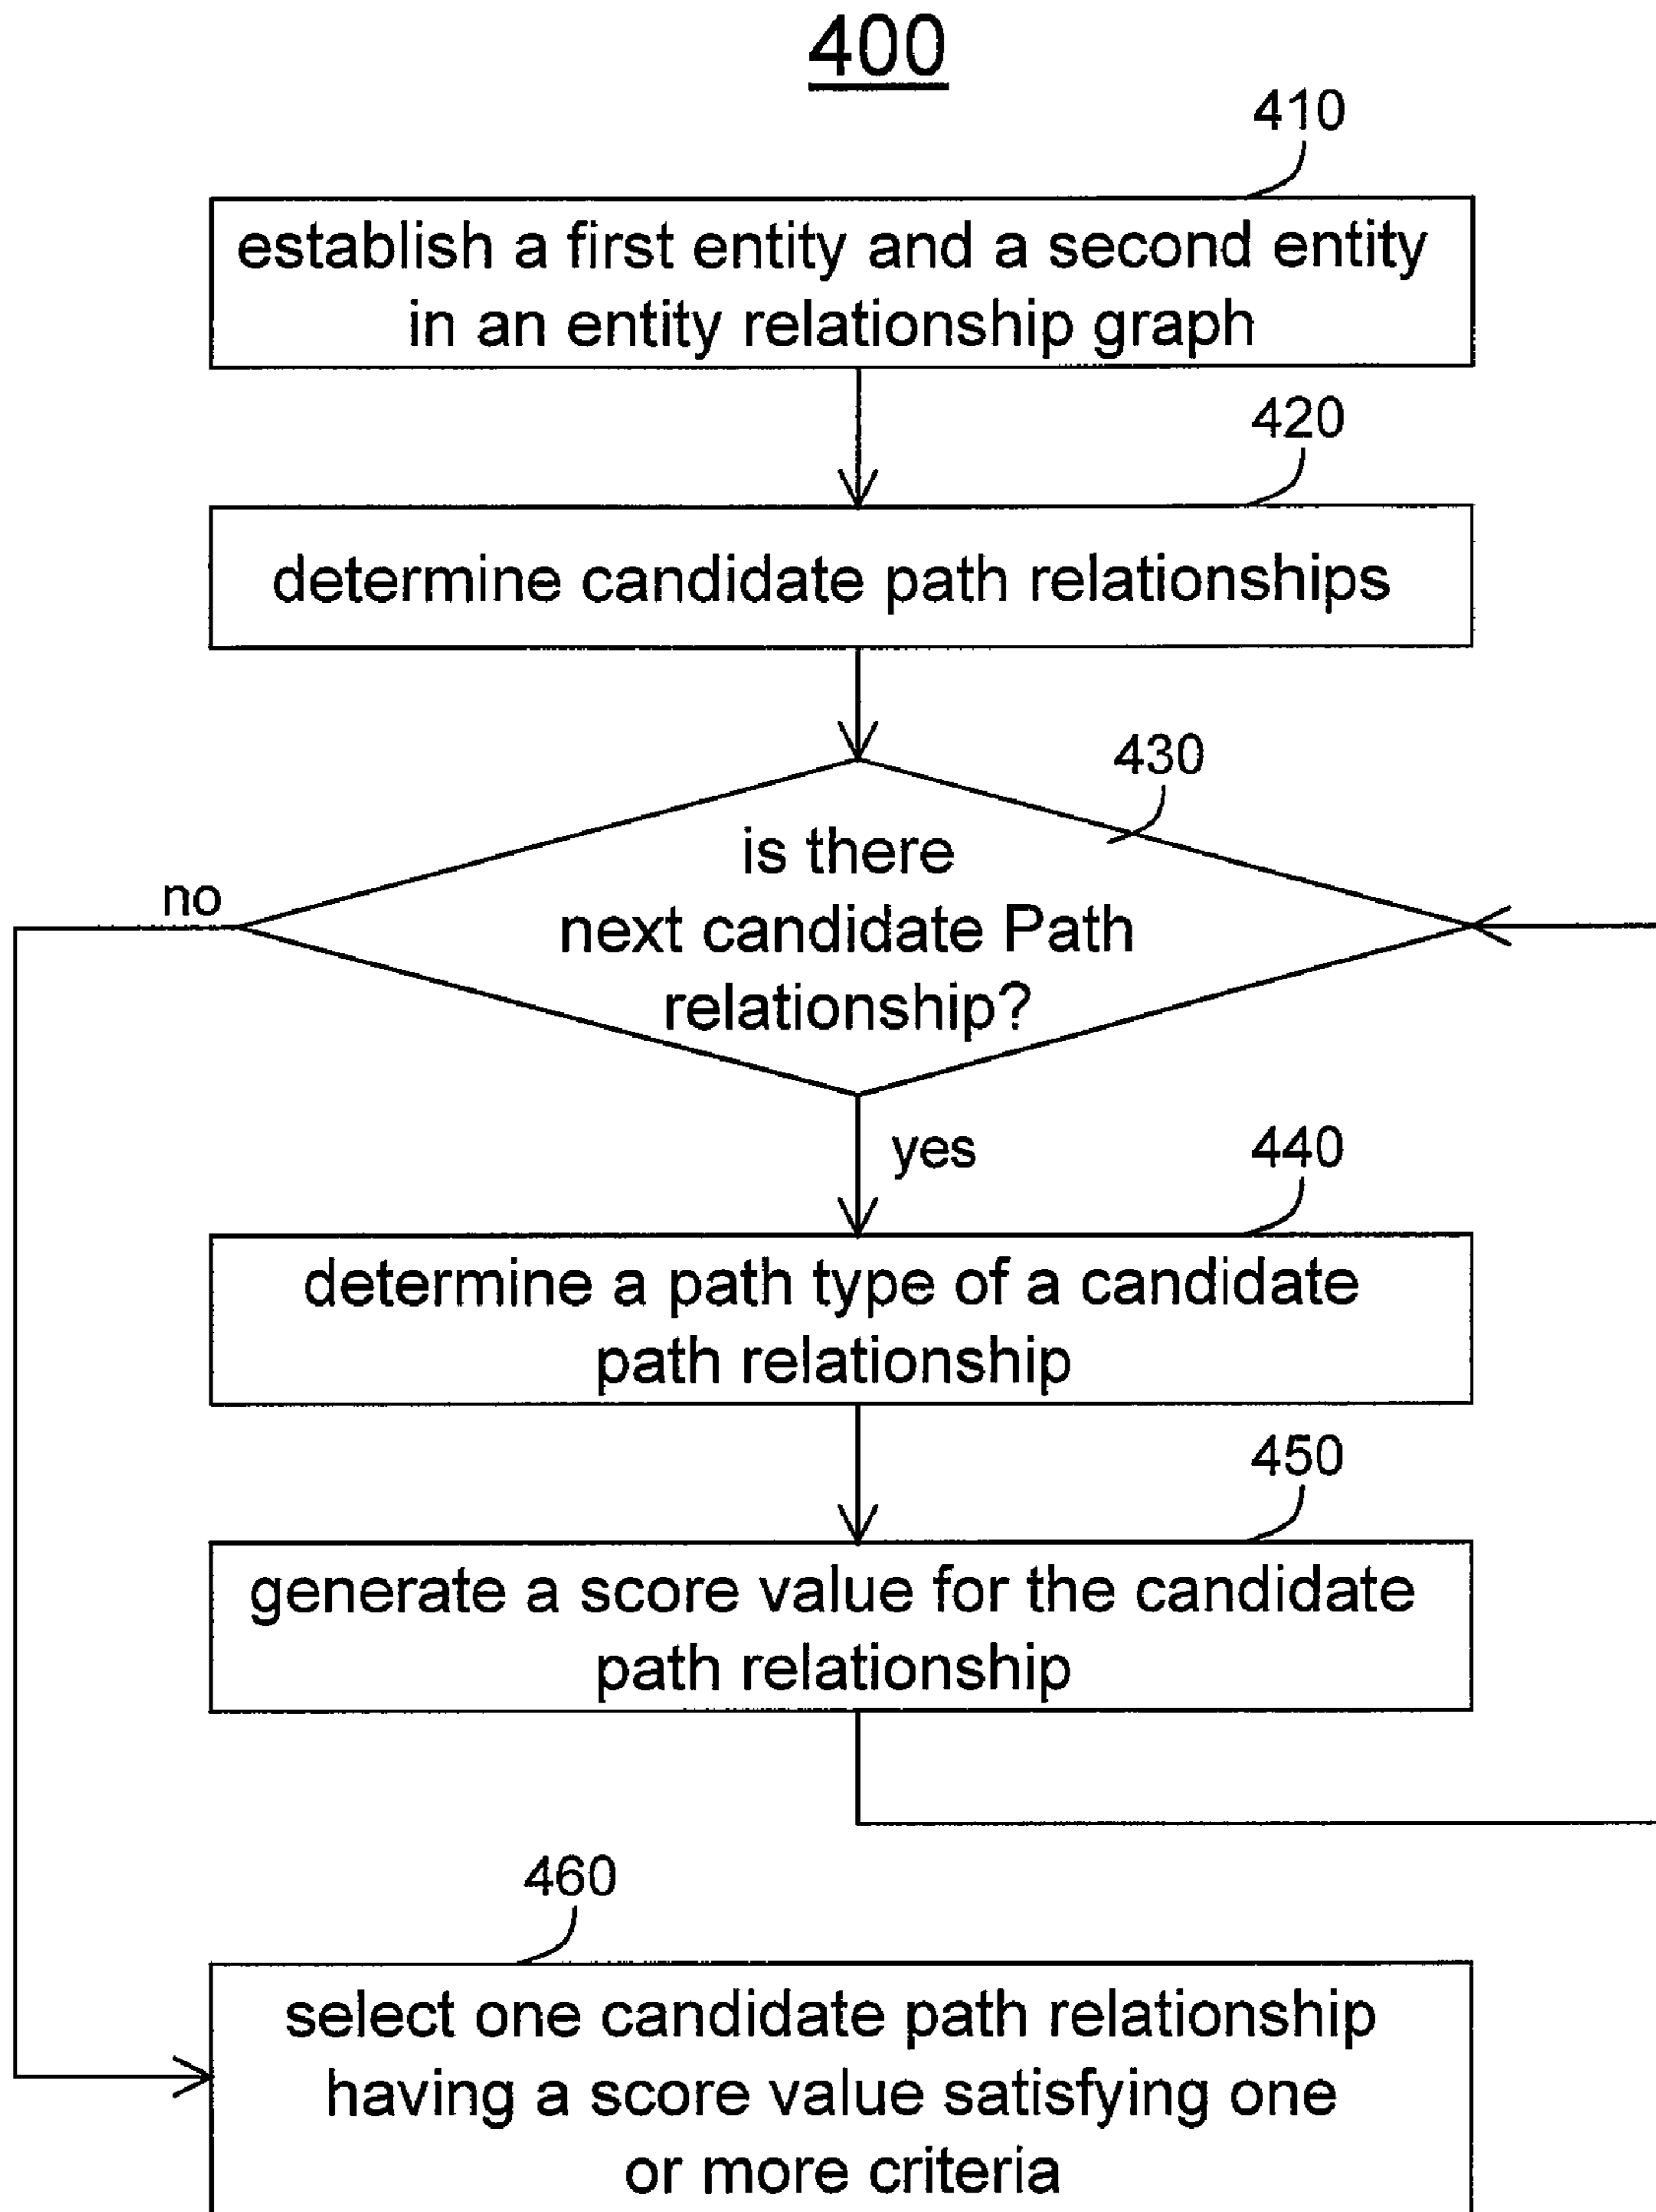 400
410
establish a first entity and a second entity
in an entity relationship graph
420
determine candidate path relationships
430
is there
next candidate Path
relationship?
no
yes
440
determine a path type of a candidate
path relationship
450
generate a score value for the candidate
path relationship
460
select one candidate path relationship
having a score value satisfying one
or more criteria